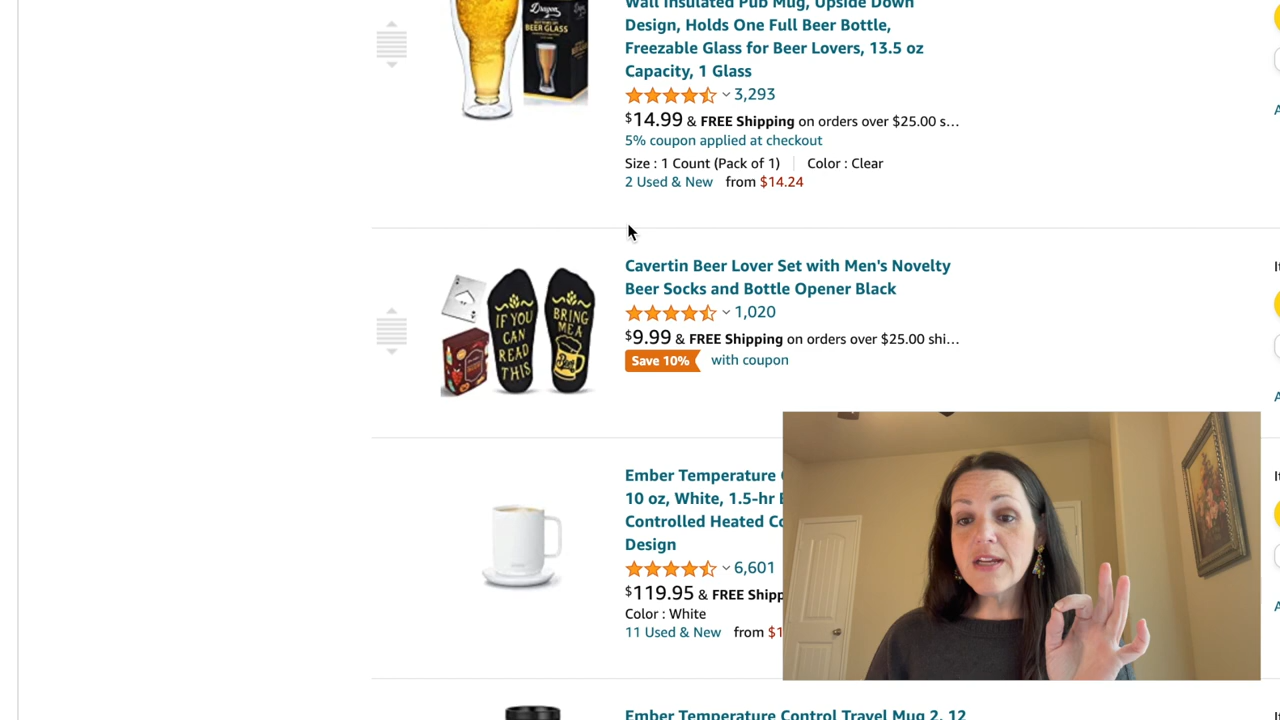 Dragon
BEER GLASS
Wall Insulated Pub Mug, Upside Down
Design, Holds One Full Beer Bottle,
Freezable Glass for Beer Lovers, 13.5 oz
Capacity, 1 Glass
3,293
$14.99 & FREE Shipping on orders over $25.00 s…
5% coupon applied at checkout
Size : 1 Count (Pack of 1) Color : Clear
2 Used & New from $14.24
IF YOU
CAN
READ
THIS
BRING
ME A
Cavertin Beer Lover Set with Men's Novelty
Beer Socks and Bottle Opener Black
1,020
$9.99 & FREE Shipping on orders over $25.00 shi…
Save 10% with coupon
Ember Temperature
10 oz, White, 1.5-hr
Controlled Heated
Design
6,601
$119.95 & FREE Shipp
Color : White
11 Used & New from $1
Ember Temperature Control Travel Mug 2, 12